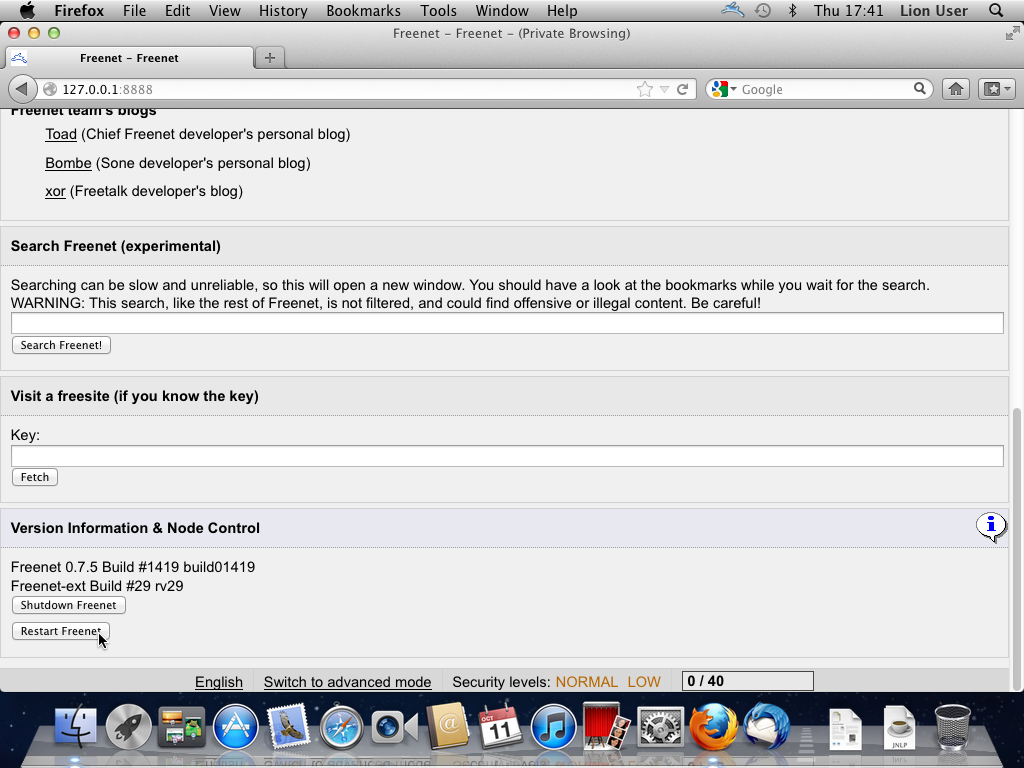 Firefox File Edit View History Bookmarks Tools Window Help Thu 17:41 Lion User
Freenet – Freenet – (Private Browsing)
Freenet – Freenet
127.0.0.1:8888 Google
Freenet team's blogs
Toad (Chief Freenet developer's personal blog)
Bombe (Sone developer's personal blog)
xor (Freetalk developer's blog)
Search Freenet (experimental)
Searching can be slow and unreliable, so this will open a new window. You should have a look at the bookmarks while you wait for the search.
WARNING: This search, like the rest of Freenet, is not filtered, and could find offensive or illegal content. Be careful!
Search Freenet!
Visit a freesite (if you know the key)
Key:
Fetch
Version Information & Node Control
Freenet 0.7.5 Build #1419 build01419
Freenet-ext Build #29 rv29
Shutdown Freenet
Restart Freenet
English Switch to advanced mode Security levels: NORMAL LOW 0 / 40
OCT
11
JNLP